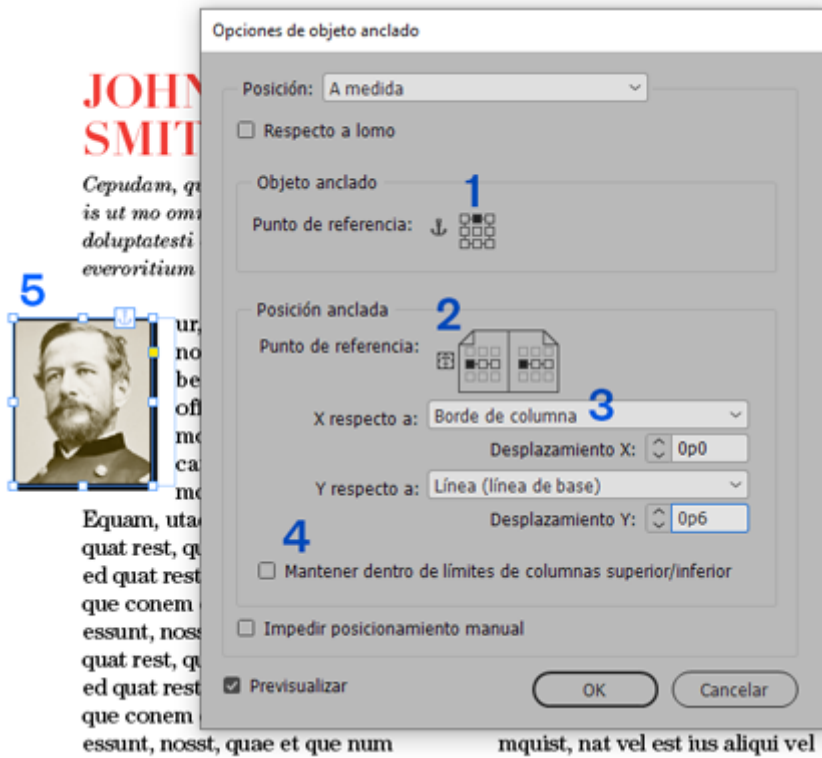 Opciones de objeto anclado
Posición: A medida
Respecto a lomo
Objeto anclado
1
Punto de referencia:
Posición anclada
2
Punto de referencia:
X respecto a: Borde de columna 3
Desplazamiento X: 0p0
Y respecto a: Línea (línea de base)
Desplazamiento Y: 0p6
4
Mantener dentro de límites de columnas superior/inferior
Impedir posicionamiento manual
Previsualizar OK Cancelar
JOHN
SMIT
Cepudam, qu
is ut mo omn
doluptatesti
everoritium
5
ur,
no
be
off
mo
ca
mo
Equam, utae
quat rest, qu
ed quat rest
que conem
essunt, noss
quat rest, qu
ed quat rest
que conem
essunt, nosst, quae et que num
mquist, nat vel est ius aliqui vel